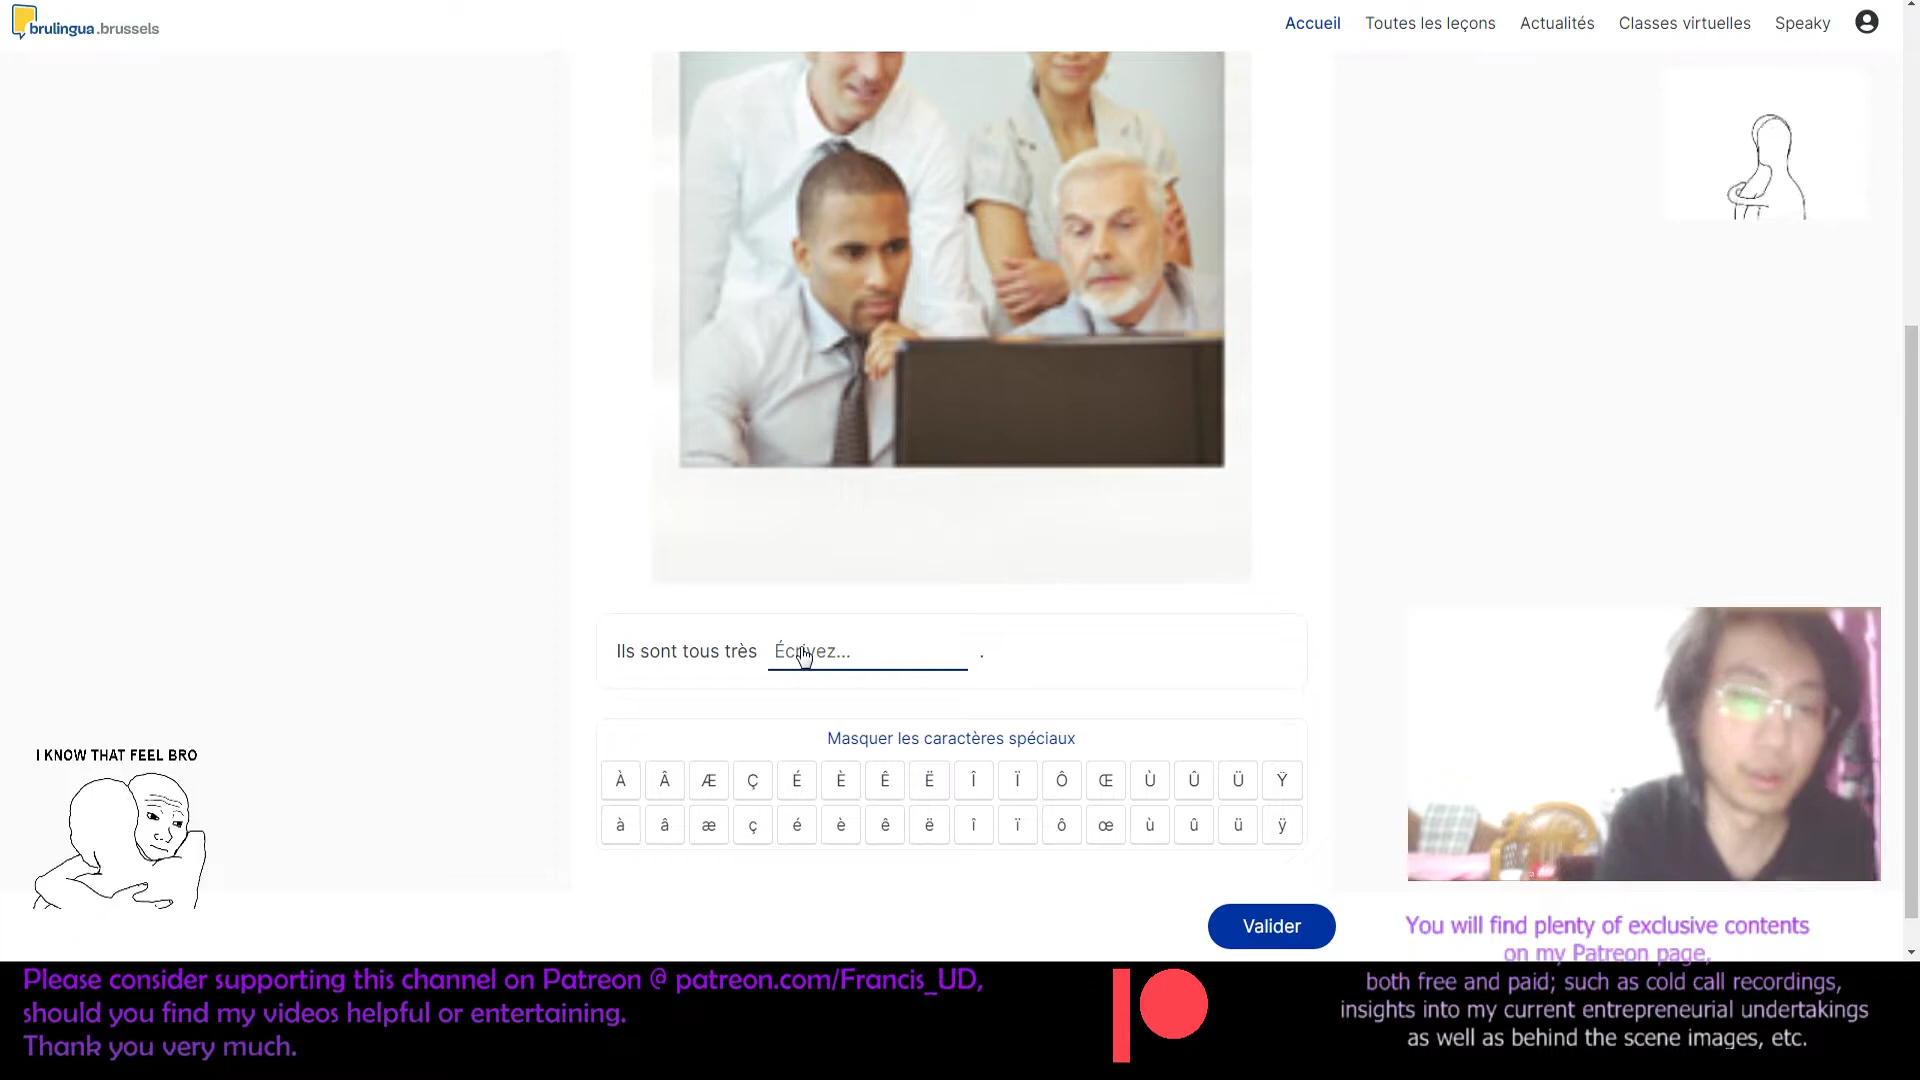 brulingua.brussels
Accueil Toutes les leçons Actualités Classes virtuelles Speaky
Ils sont tous très Écrivez... .
Masquer les caractères spéciaux
À Â Æ Ç É È Ê Ë Î Ï Ô Œ Ù Û Ü Ÿ
à â æ ç é è ê ë î ï ô œ ù û ü ÿ
I KNOW THAT FEEL BRO
Valider
You will find plenty of exclusive contents
on my Patreon page,
both free and paid; such as cold call recordings,
insights into my current entrepreneurial undertakings
as well as behind the scene images, etc.
Please consider supporting this channel on Patreon @ patreon.com/Francis_UD,
should you find my videos helpful or entertaining.
Thank you very much.